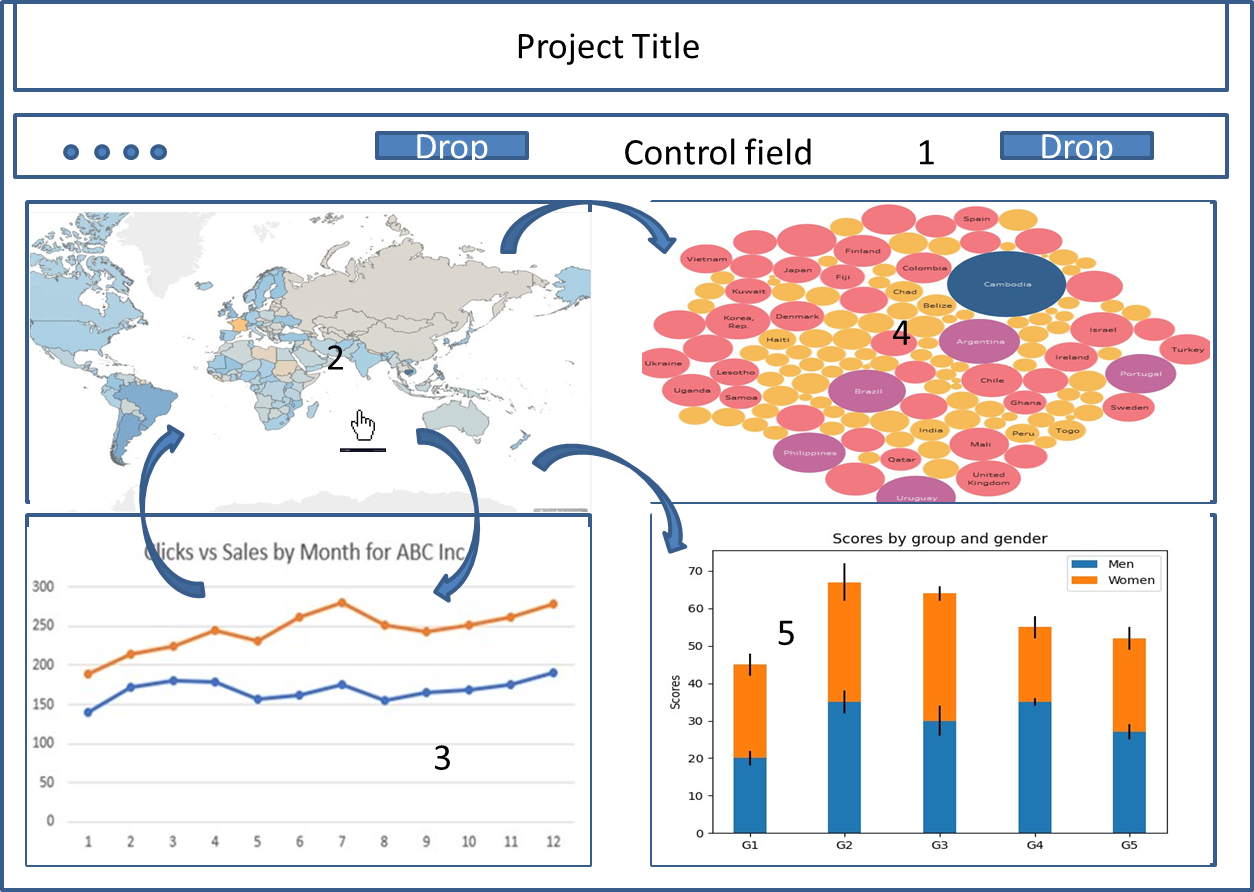 Project Title
Drop
Control field
1
Drop
2
Spain
Vietnam
Finland
Japan
Colombia
Fiji
Cambodia
Kuwait
Chad
Belize
Korea,
Rep.
Denmark
4
Israel
Haiti
Argentina
Turkey
Ukraine
Ireland
Lesotho
Portugal
Uganda
Samoa
Brazil
Chile
Ghana
Sweden
India
Peru
Togo
Mali
Philippines
Qatar
United
Kingdom
Uruguay
Clicks vs Sales by Month for ABC Inc
300
250
200
150
100
50
0
3
1 2 3 4 5 6 7 8 9 10 11 12
Scores by group and gender
Men
Women
Scores
70
60
50
40
30
20
10
0
5
G1 G2 G3 G4 G5